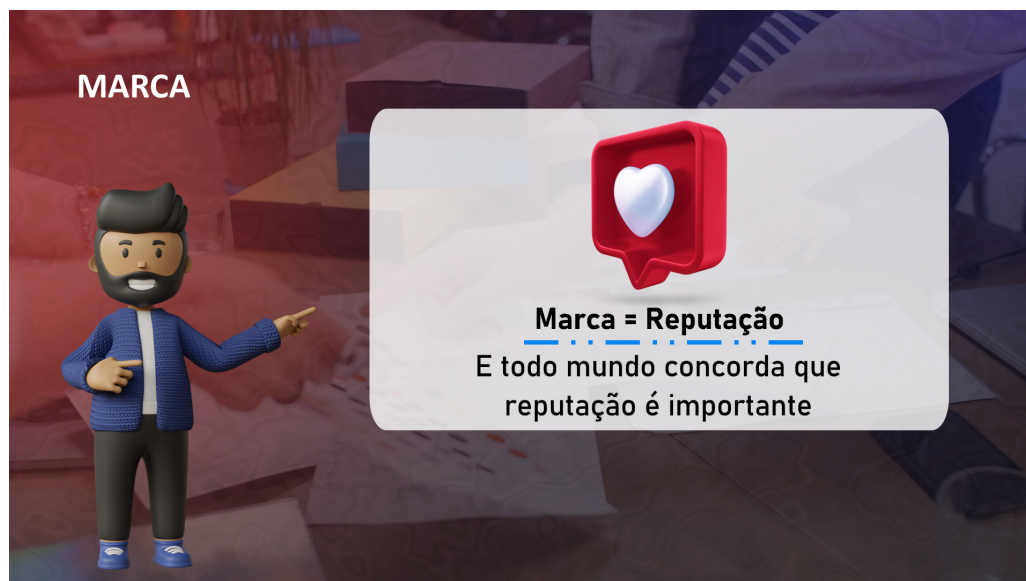 MARCA
Marca = Reputação
E todo mundo concorda que
reputação é importante